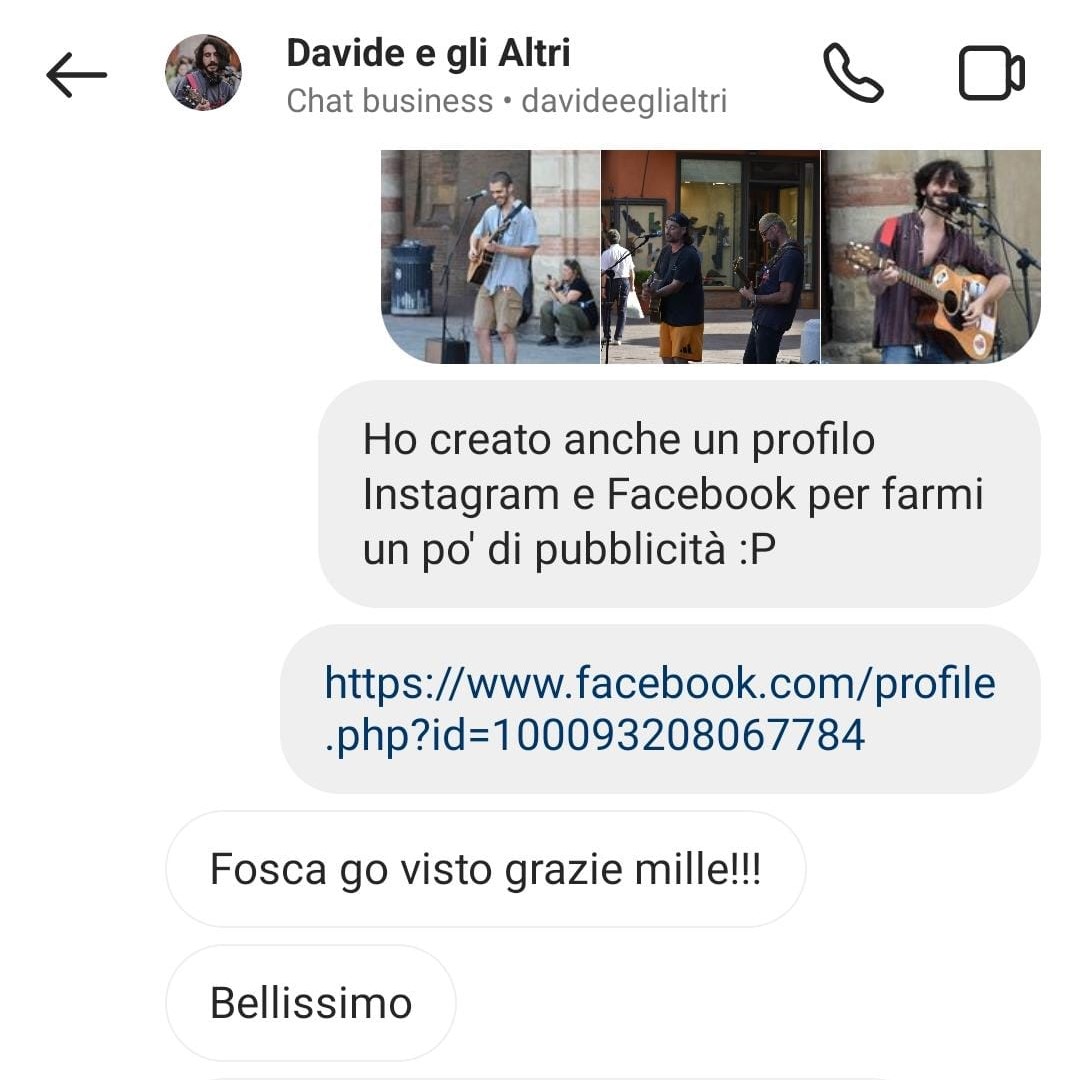 Davide e gli Altri
Chat business • davideeglialtri
Ho creato anche un profilo
Instagram e Facebook per farmi
un po' di pubblicità :P
https://www.facebook.com/profile
.php?id=100093208067784
Fosca go visto grazie mille!!!
Bellissimo